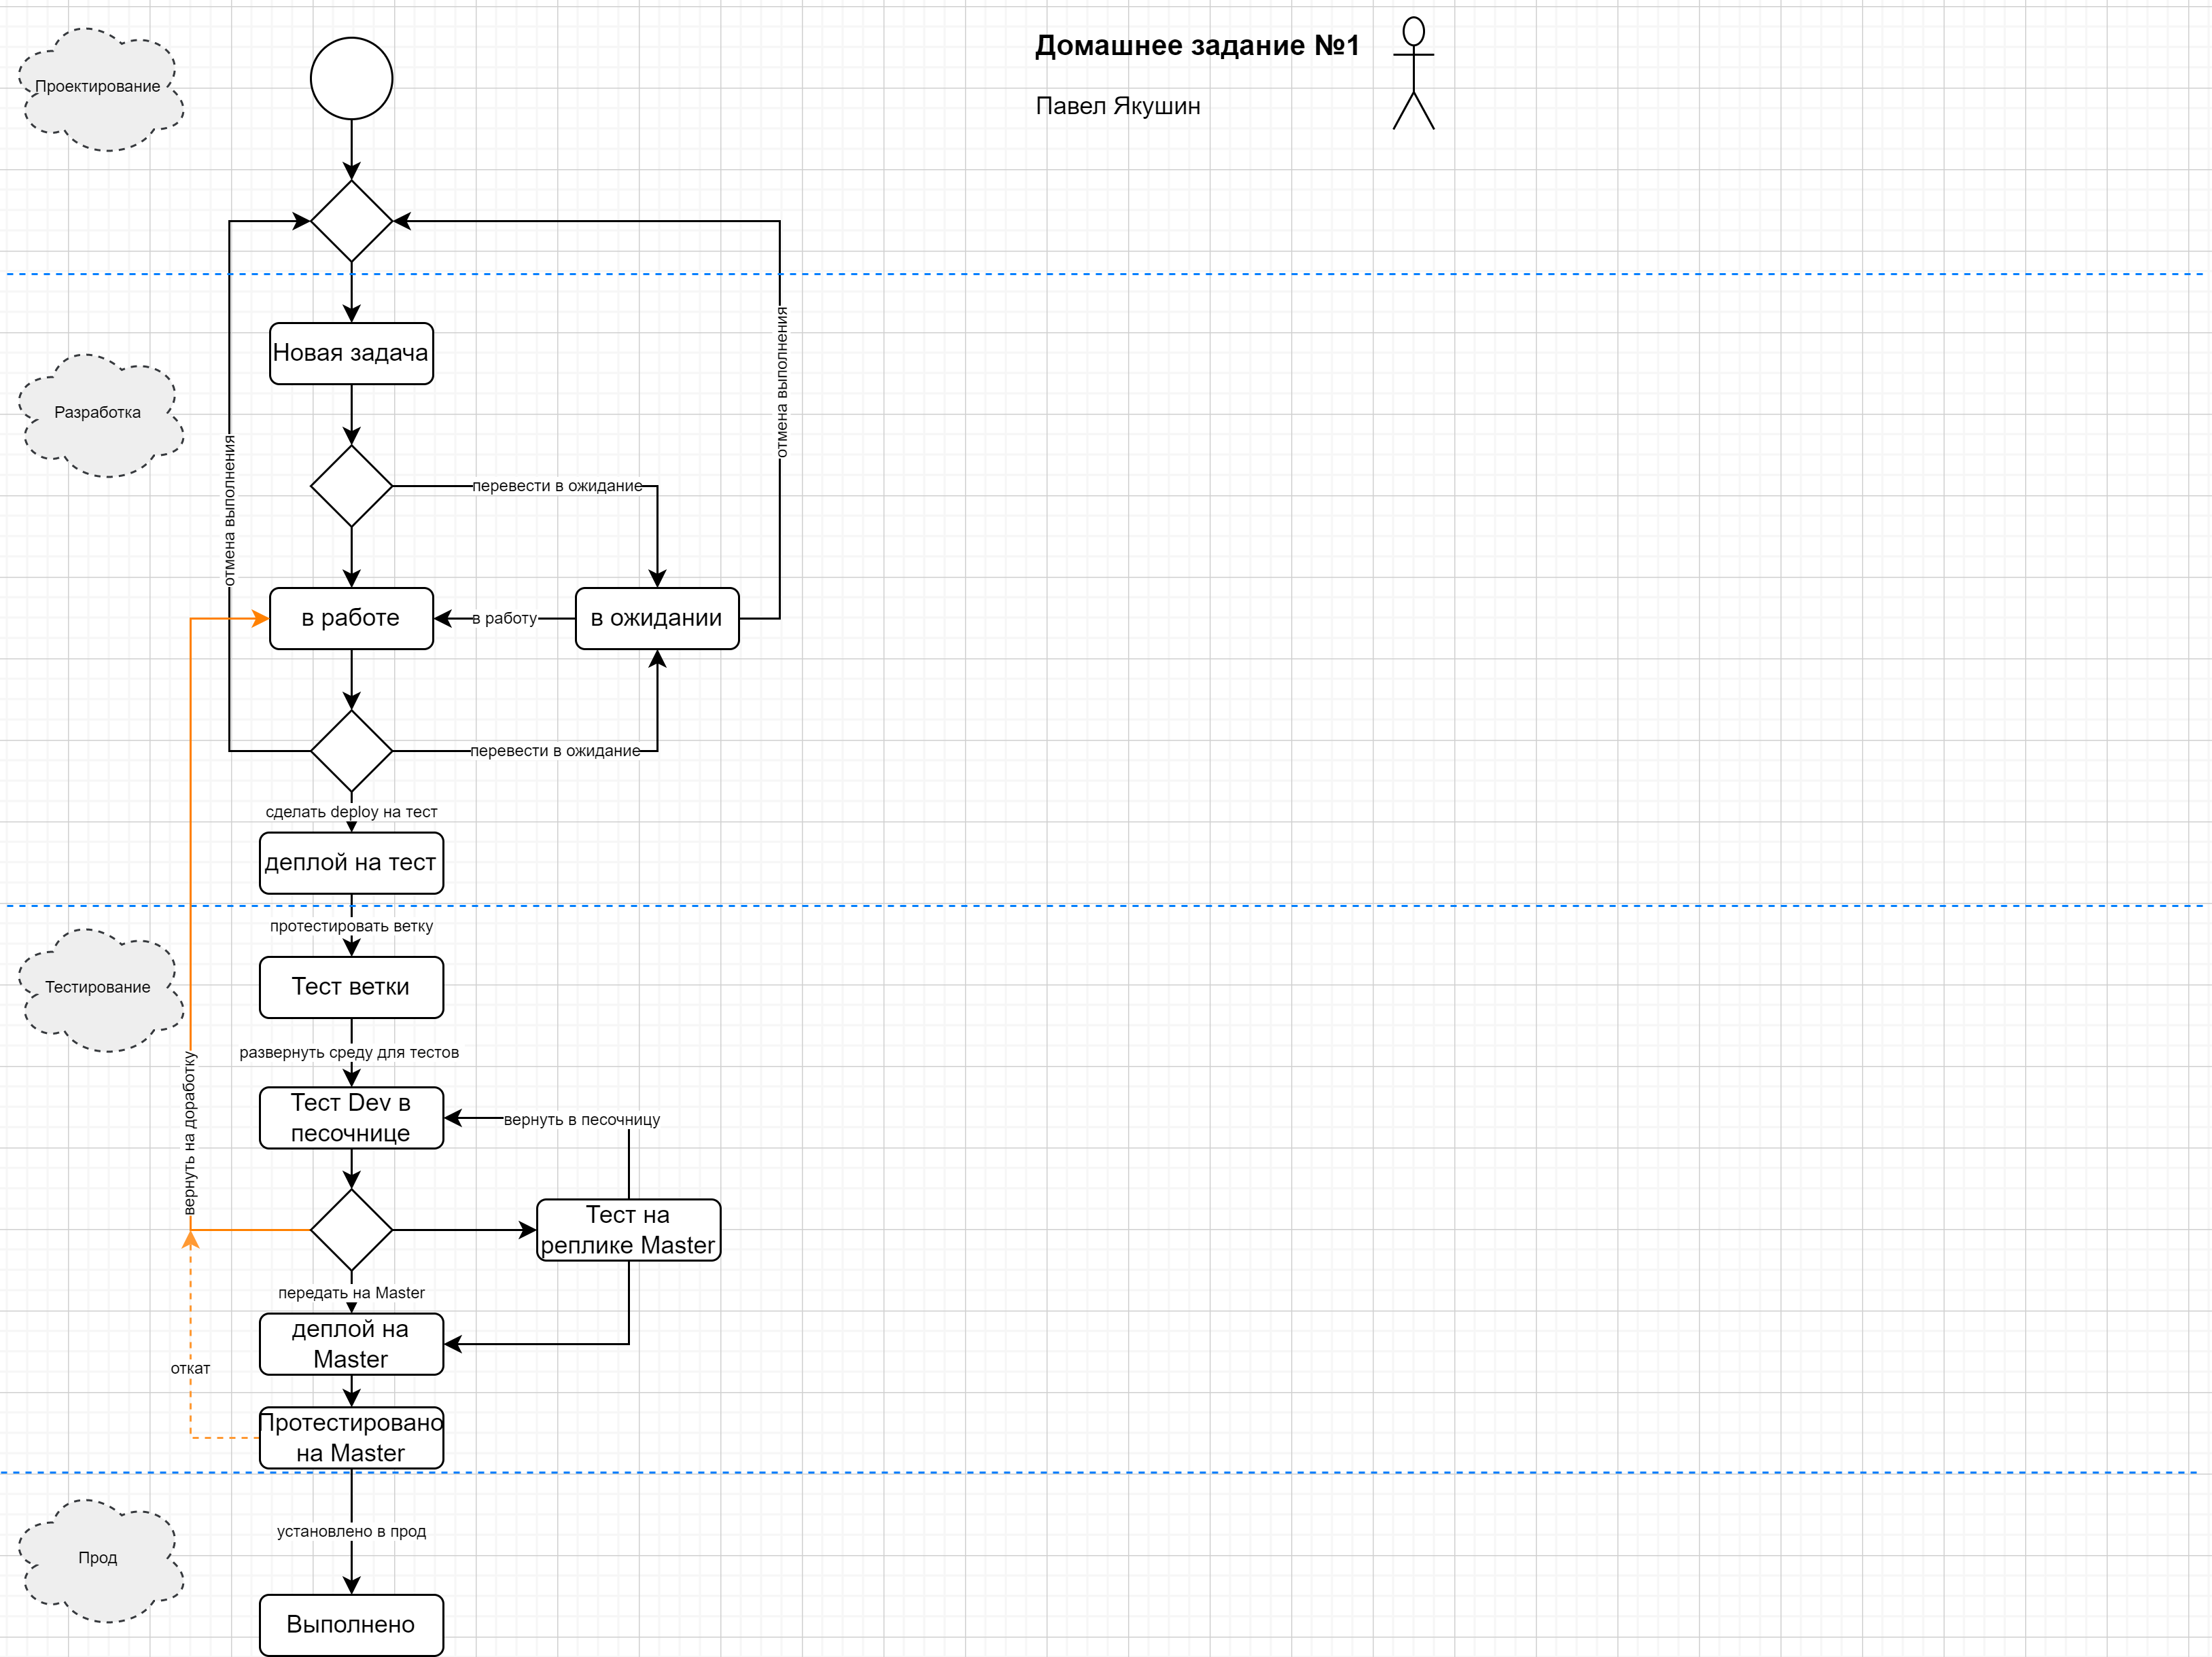 Домашнее задание №1
Павел Якушин
Проектирование
Новая задача
отмена выполнения
Разработка
отмена выполнения
перевести в ожидание
в работе
в работу
в ожидании
перевести в ожидание
сделать deploy на тест
деплой на тест
протестировать ветку
Тестирование
Тест ветки
развернуть среду для тестов
Тест Dev в
песочнице
вернуть в песочницу
вернуть на доработку
Тест на
реплике Master
передать на Master
деплой на
Master
откат
Протестировано
на Master
установлено в прод
Прод
Выполнено